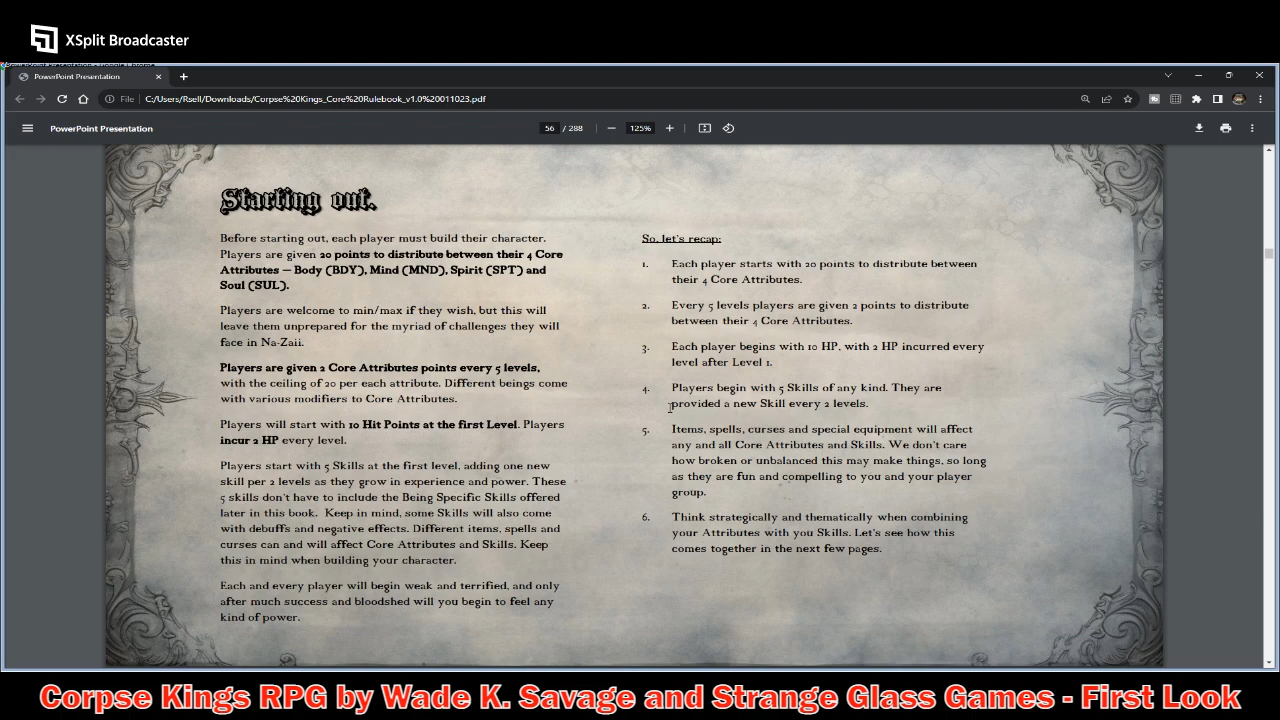 XSplit Broadcaster
PowerPoint Presentation - Google Chrome
PowerPoint Presentation
File
C:/Users/Rsell/Downloads/Corpse%20Kings_Core%20Rulebook_v1.0%20011023.pdf
PowerPoint Presentation
56 / 288
125%
Starting out.
Before starting out, each player must build their character.
Players are given 20 points to distribute between their 4 Core
Attributes – Body (BDY), Mind (MND), Spirit (SPT) and
Soul (SUL).
Players are welcome to min/max if they wish, but this will
leave them unprepared for the myriad of challenges they will
face in Na-Zaii.
Players are given 2 Core Attributes points every 5 levels,
with the ceiling of 20 per each attribute. Different beings come
with various modifiers to Core Attributes.
Players will start with 10 Hit Points at the first Level. Players
incur 2 HP every level.
Players start with 5 Skills at the first level, adding one new
skill per 2 levels as they grow in experience and power. These
5 skills don't have to include the Being Specific Skills offered
later in this book.  Keep in mind, some Skills will also come
with debuffs and negative effects. Different items, spells and
curses can and will affect Core Attributes and Skills. Keep
this in mind when building your character.
Each and every player will begin weak and terrified, and only
after much success and bloodshed will you begin to feel any
kind of power.
So, let's recap:
1. Each player starts with 20 points to distribute between
their 4 Core Attributes.
2. Every 5 levels players are given 2 points to distribute
between their 4 Core Attributes.
3. Each player begins with 10 HP, with 2 HP incurred every
level after Level 1.
4. Players begin with 5 Skills of any kind. They are
provided a new Skill every 2 levels.
5. Items, spells, curses and special equipment will affect
any and all Core Attributes and Skills. We don't care
how broken or unbalanced this may make things, so long
as they are fun and compelling to you and your player
group.
6. Think strategically and thematically when combining
your Attributes with you Skills. Let's see how this
comes together in the next few pages.
Corpse Kings RPG by Wade K. Savage and Strange Glass Games - First Look